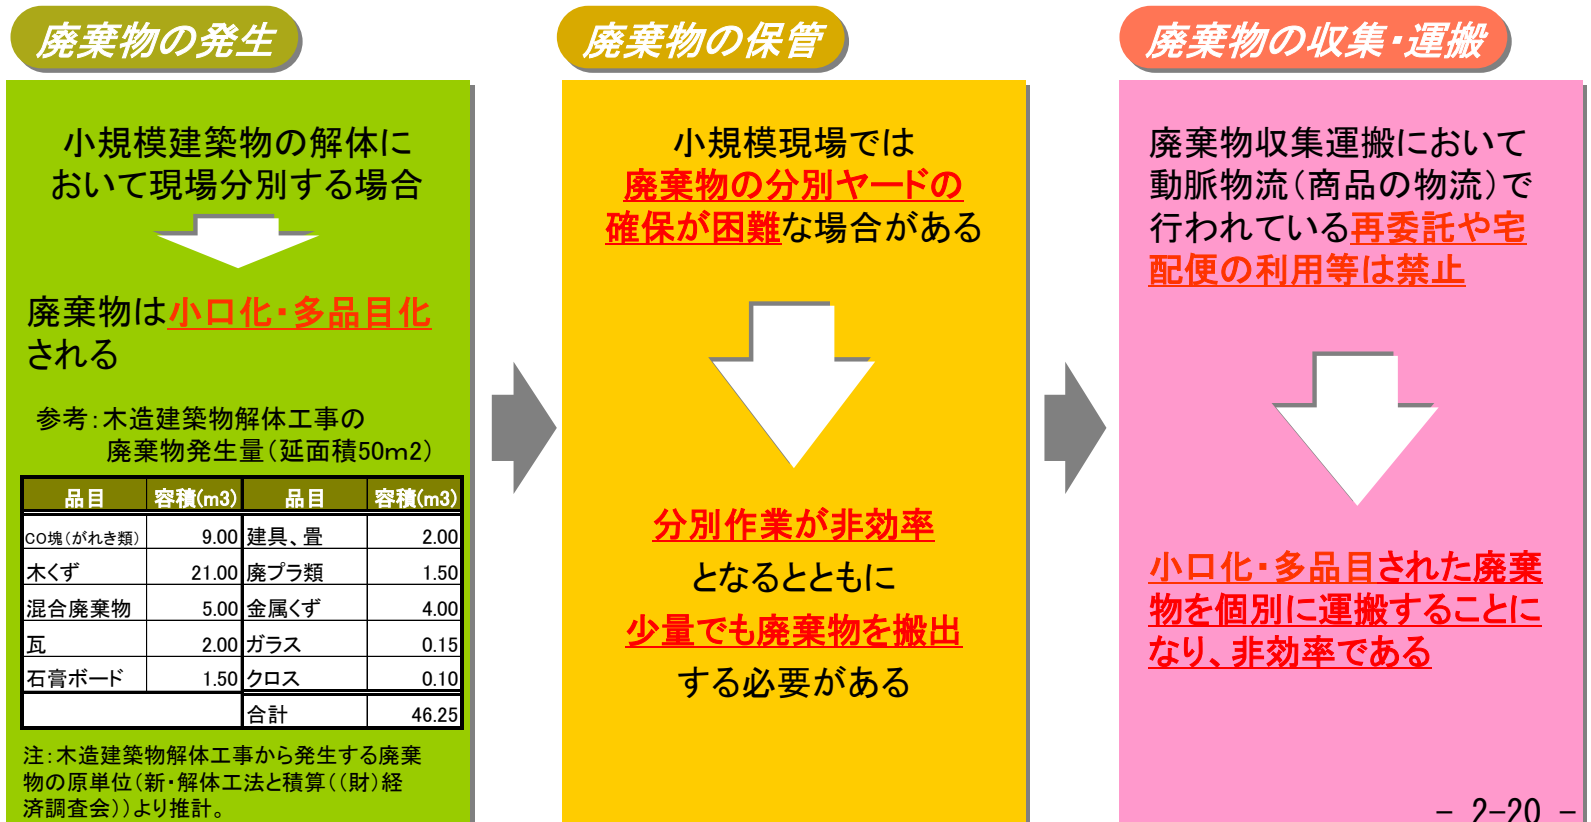 廃棄物の発生
小規模建築物の解体に
おいて現場分別する場合
廃棄物は小口化・多品目化
される
参考：木造建築物解体工事の
廃棄物発生量（延面積50m2）
品目 容積(m3) 品目 容積(m3)
CO塊（がれき類） 9.00 建具、畳 2.00
木くず 21.00 廃プラ類 1.50
混合廃棄物 5.00 金属くず 4.00
瓦 2.00 ガラス 0.15
石膏ボード 1.50 クロス 0.10
合計 46.25
注：木造建築物解体工事から発生する廃棄
物の原単位（新・解体工法と積算（（財）経
済調査会））より推計。
廃棄物の保管
小規模現場では
廃棄物の分別ヤードの
確保が困難な場合がある
分別作業が非効率
となるとともに
少量でも廃棄物を搬出
する必要がある
廃棄物の収集・運搬
廃棄物収集運搬において
動脈物流（商品の物流）で
行われている再委託や宅
配便の利用等は禁止
小口化・多品目された廃棄
物を個別に運搬することに
なり、非効率である
- 2-20 -